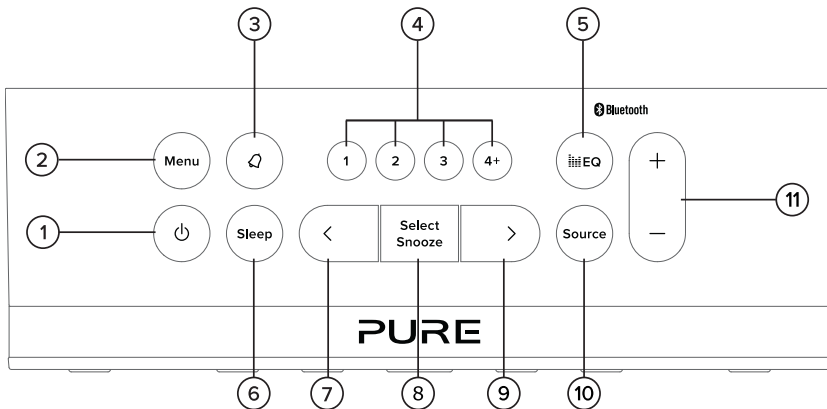 3
4
5
Bluetooth
2
Menu
1
2
3
4+
EQ
+
11
1
Sleep
<
Select
Snooze
>
Source
−
PURE
6
7
8
9
10